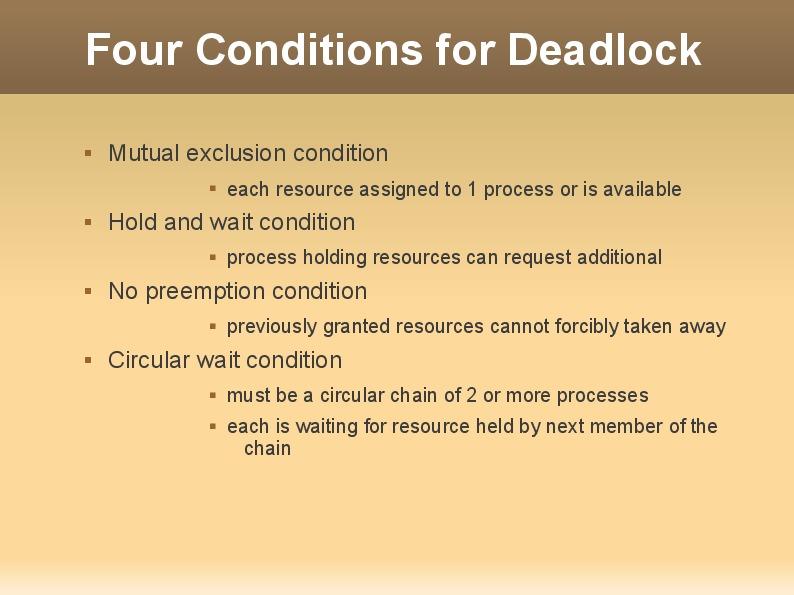 Four Conditions for Deadlock
Mutual exclusion condition
each resource assigned to 1 process or is available
Hold and wait condition
process holding resources can request additional
No preemption condition
previously granted resources cannot forcibly taken away
Circular wait condition
must be a circular chain of 2 or more processes
each is waiting for resource held by next member of the
chain